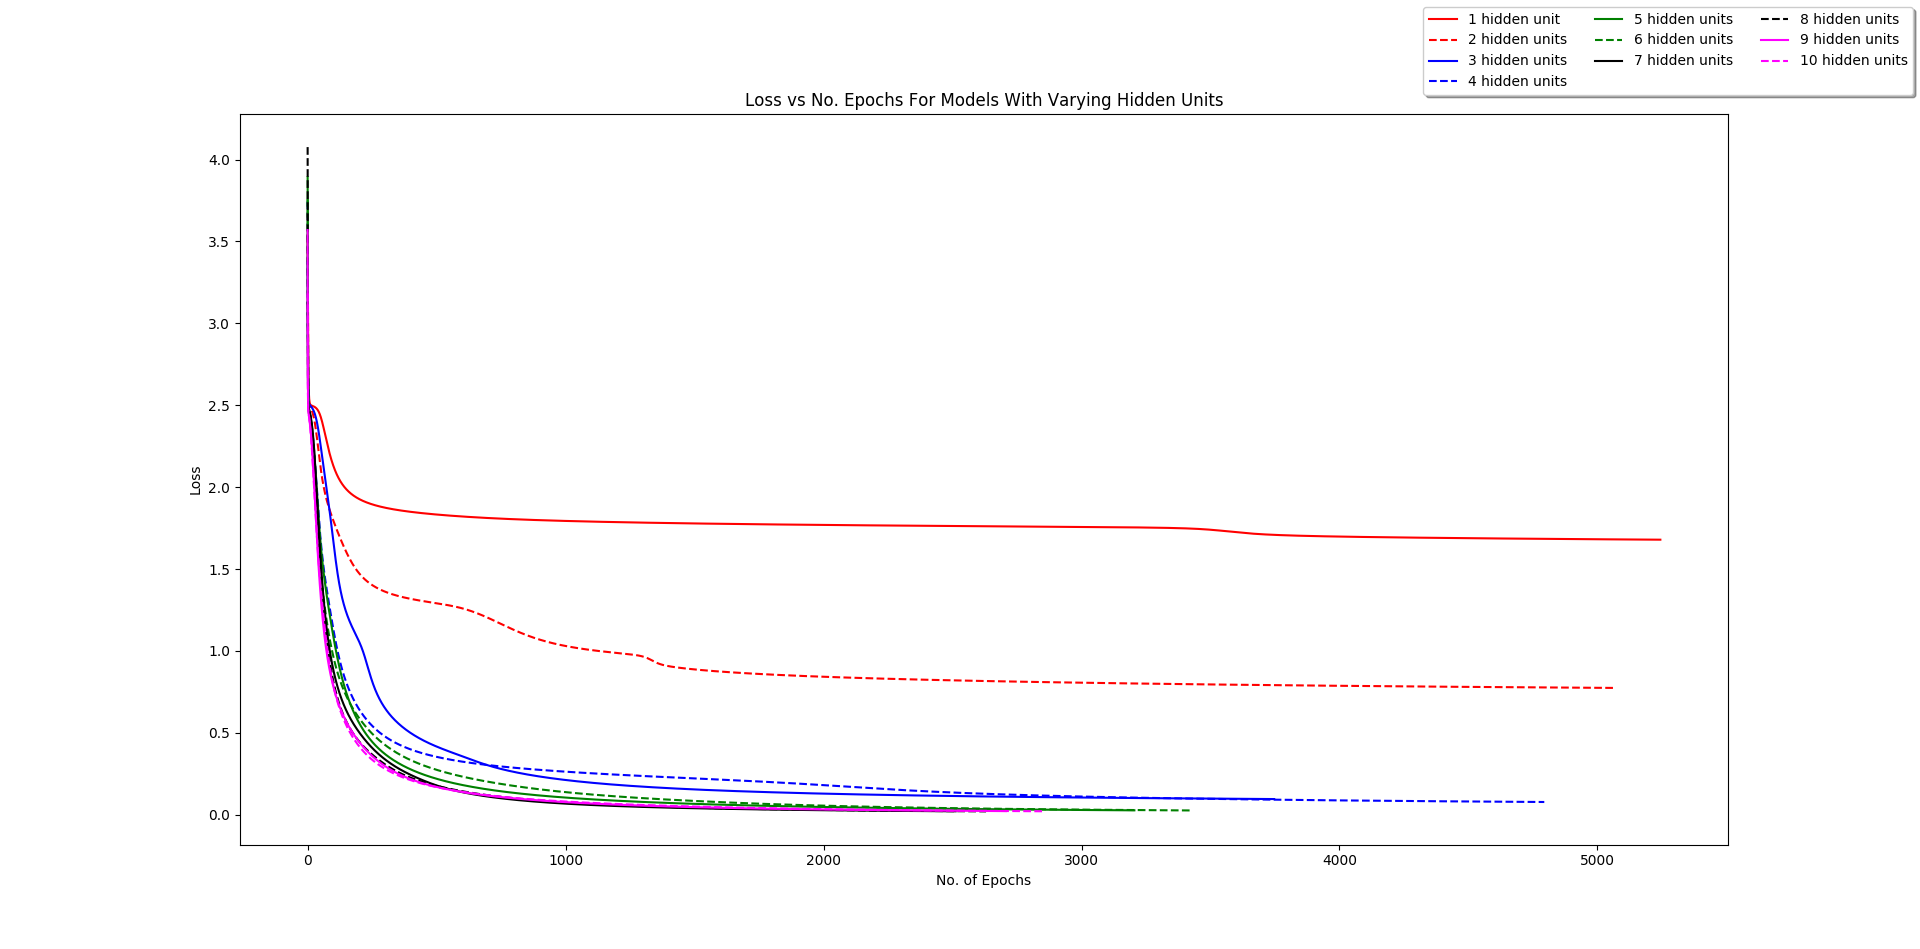 1 hidden unit
2 hidden units
3 hidden units
4 hidden units
5 hidden units
6 hidden units
7 hidden units
8 hidden units
9 hidden units
10 hidden units
Loss vs No. Epochs For Models With Varying Hidden Units
Loss
4.0
3.5
3.0
2.5
2.0
1.5
1.0
0.5
0.0
0 1000 2000 3000 4000 5000
No. of Epochs